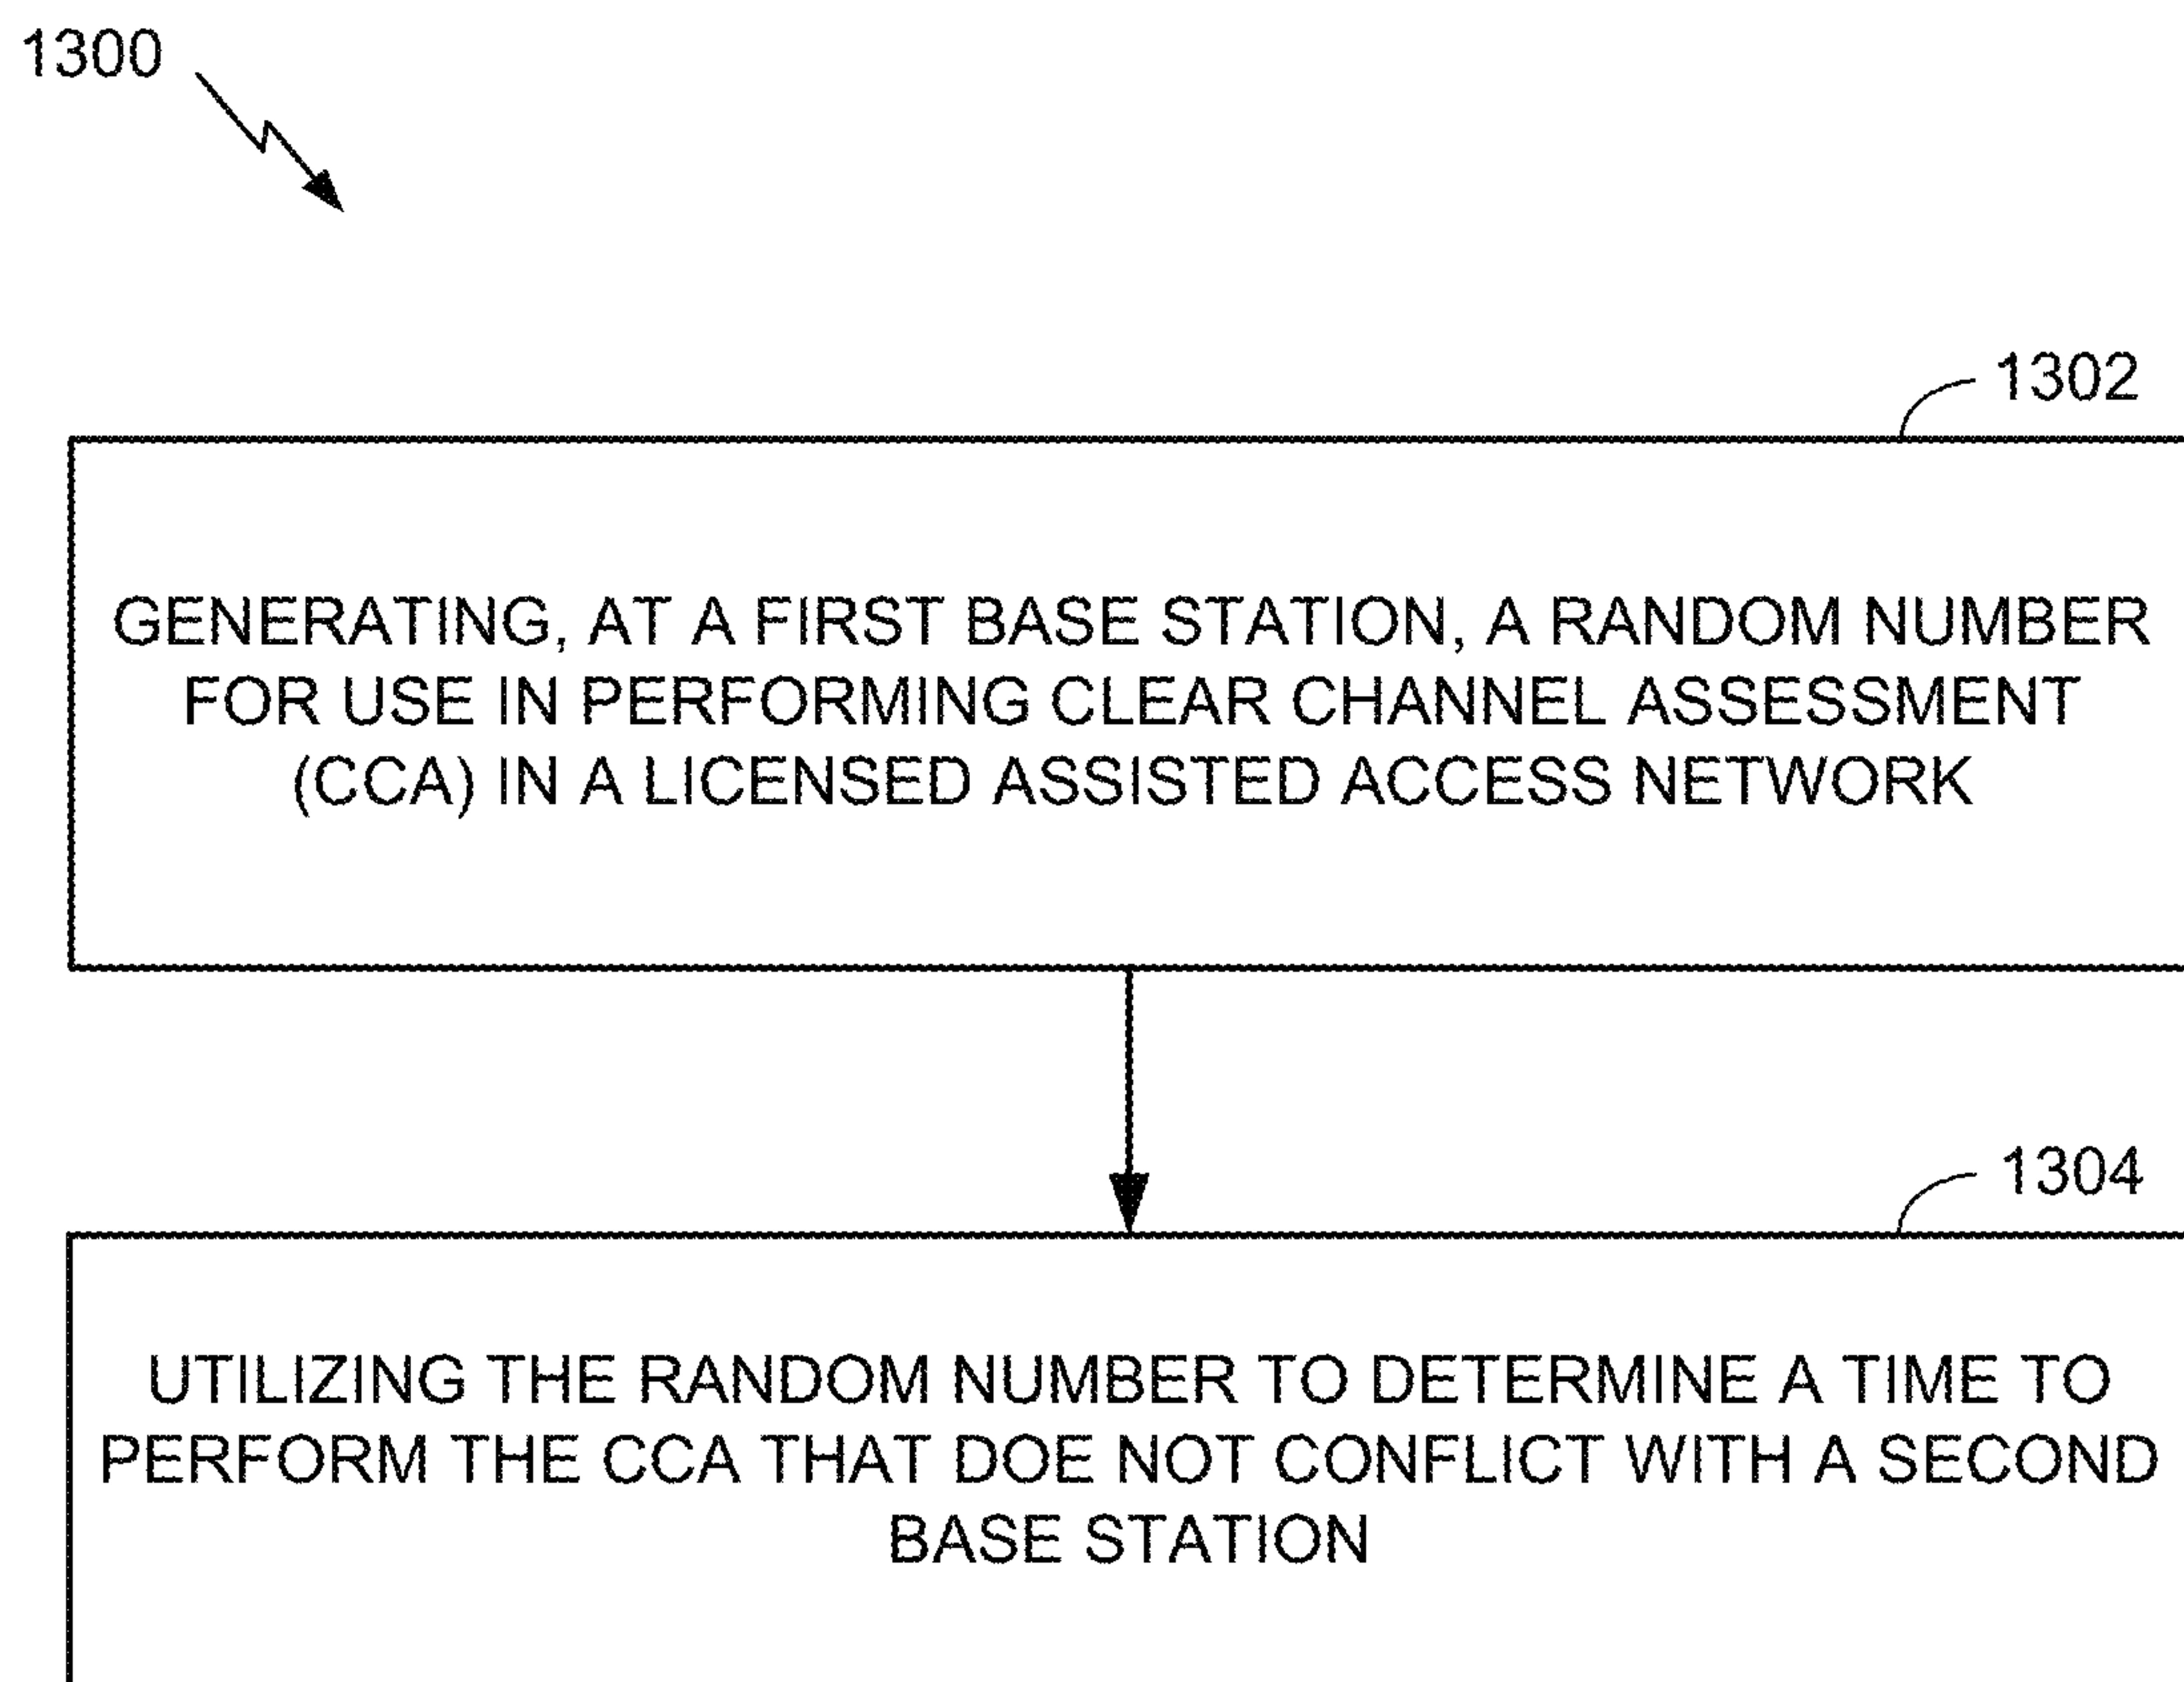 1300
1302
GENERATING, AT A FIRST BASE STATION, A RANDOM NUMBER
FOR USE IN PERFORMING CLEAR CHANNEL ASSESSMENT
(CCA) IN A LICENSED ASSISTED ACCESS NETWORK
1304
UTILIZING THE RANDOM NUMBER TO DETERMINE A TIME TO
PERFORM THE CCA THAT DOE NOT CONFLICT WITH A SECOND
BASE STATION